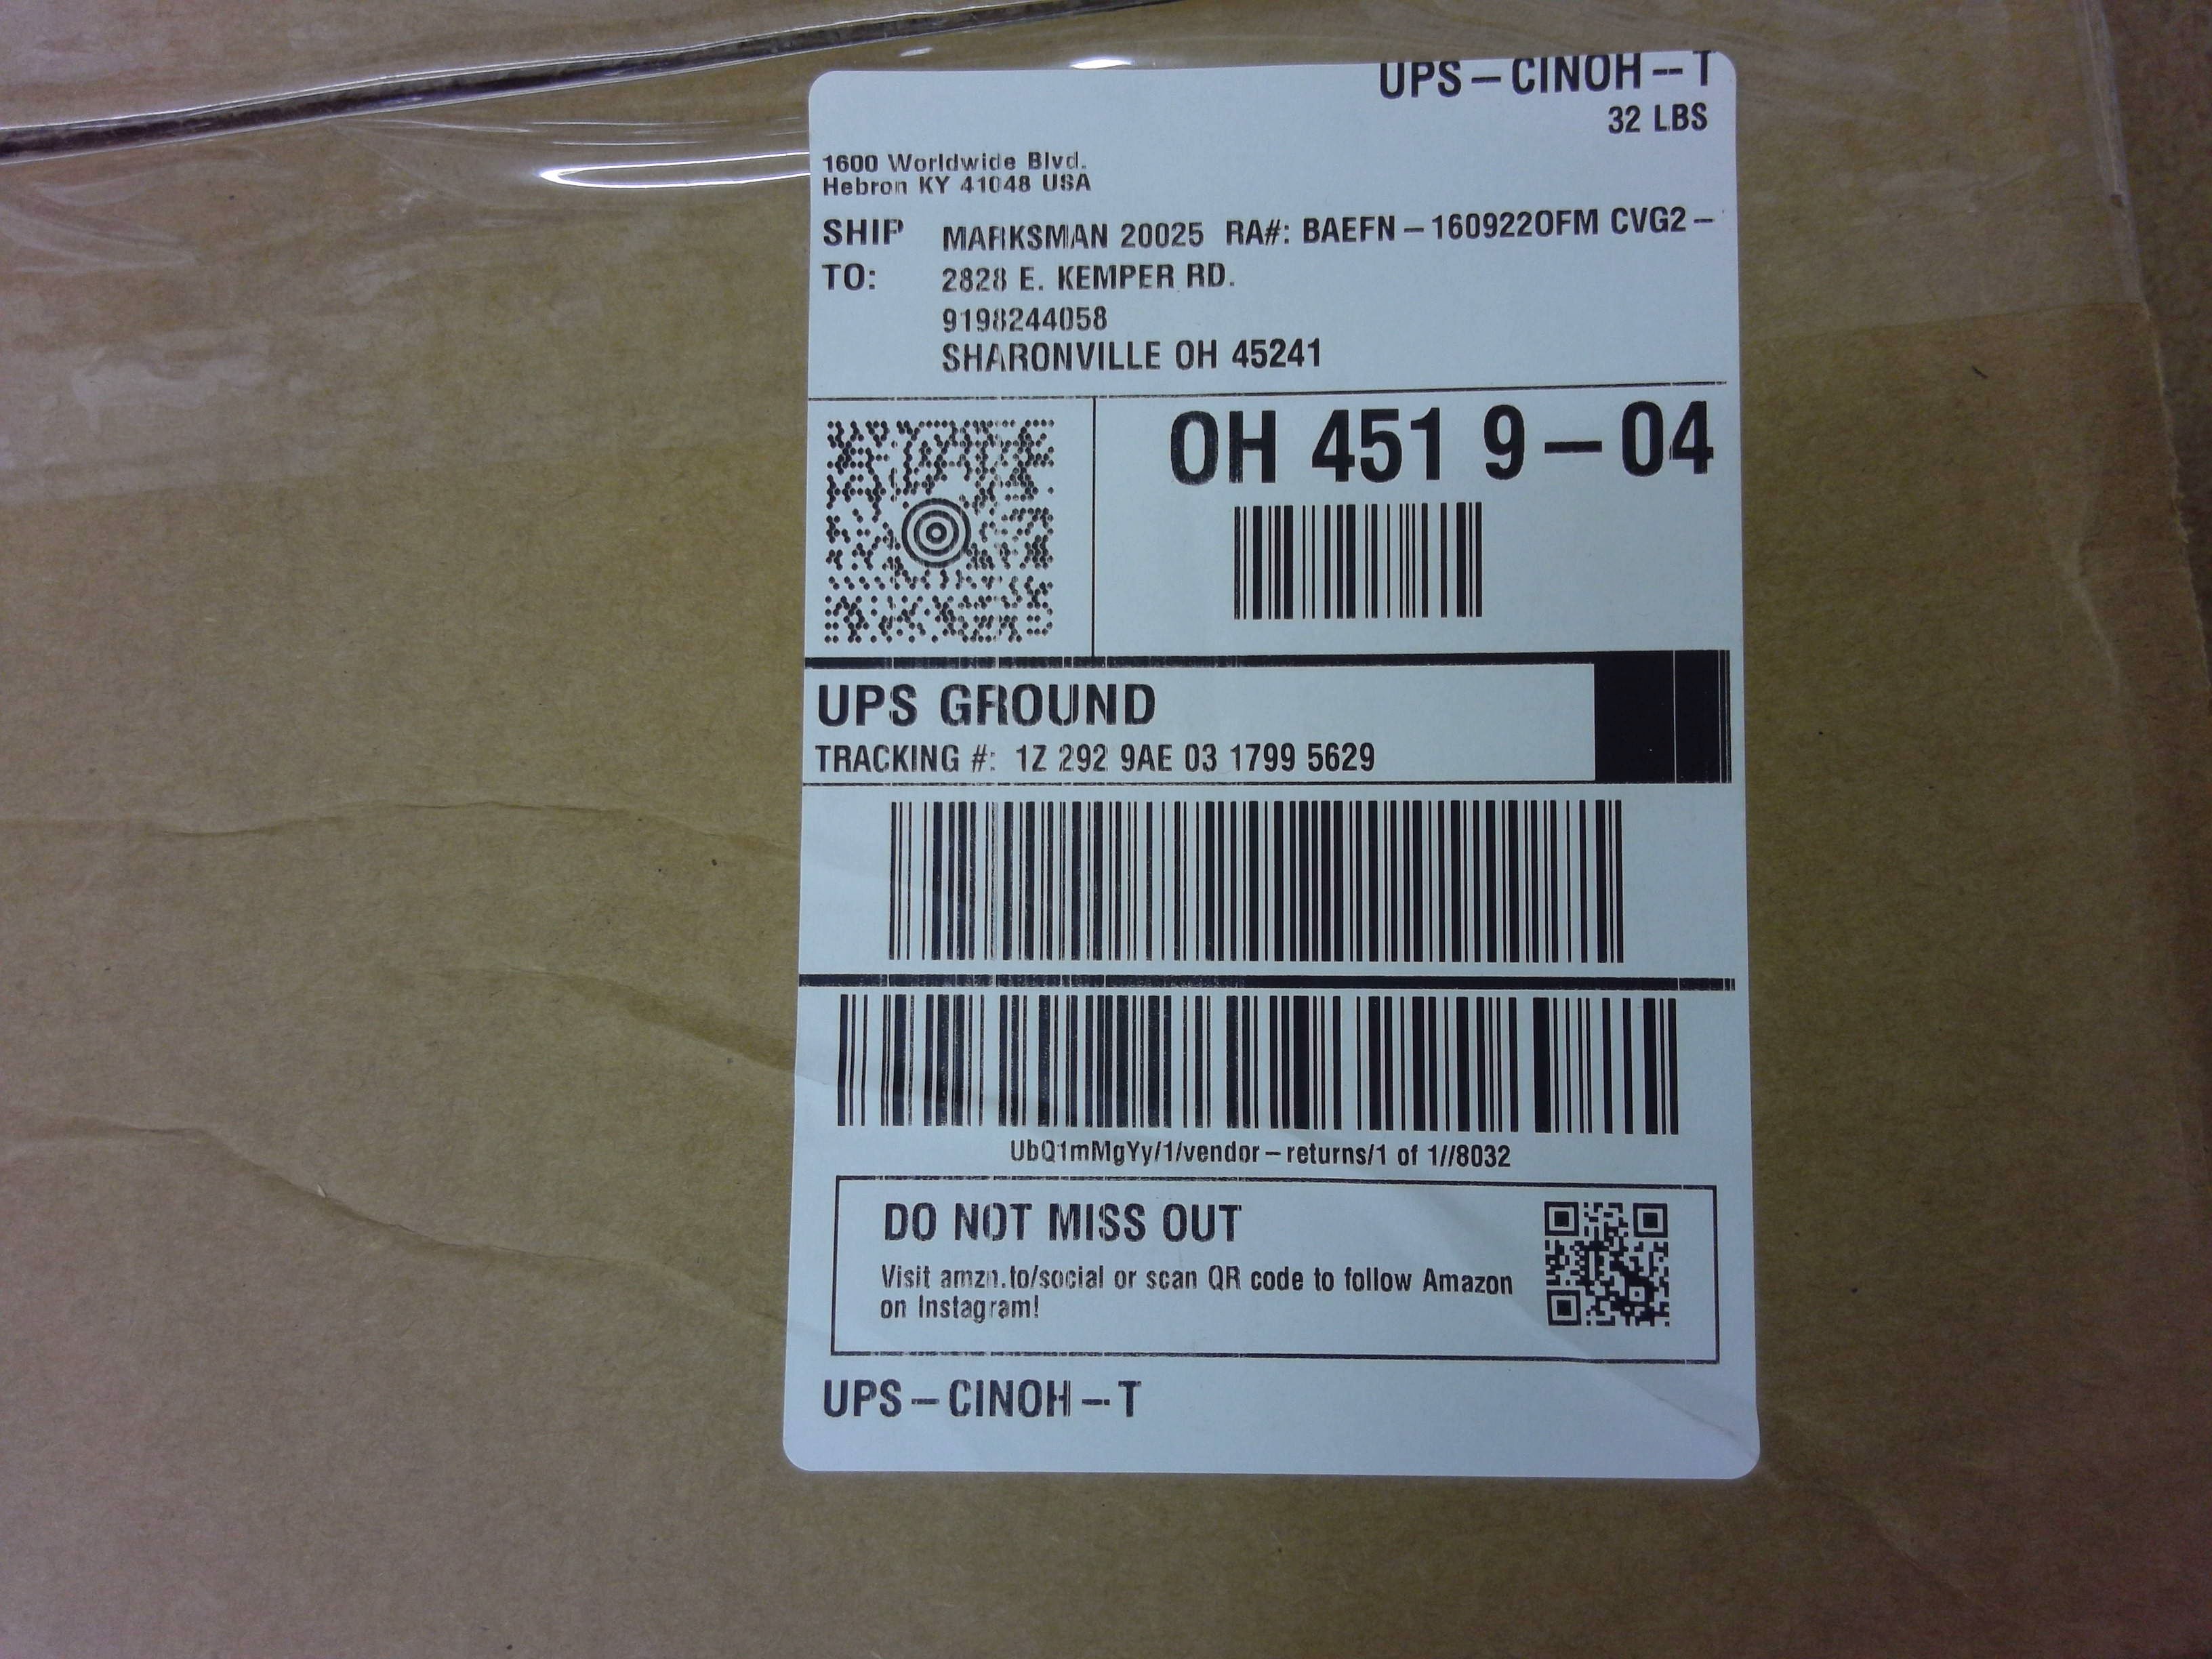 UPS – CINOH -- T
32 LBS
1600 Worldwide Blvd.
Hebron KY 41048 USA
SHIP MARKSMAN 20025 RA#: BAEFN – 160922OFM CVG2 –
TO: 2828 E. KEMPER RD.
9198244058
SHARONVILLE OH 45241
OH 451 9 – 04
UPS GROUND
TRACKING #: 1Z 292 9AE 03 1799 5629
UbQ1mMgYy/1/vendor – returns/1 of 1//8032
DO NOT MISS OUT
Visit amzn.to/social or scan QR code to follow Amazon
on Instagram!
UPS – CINOH -- T